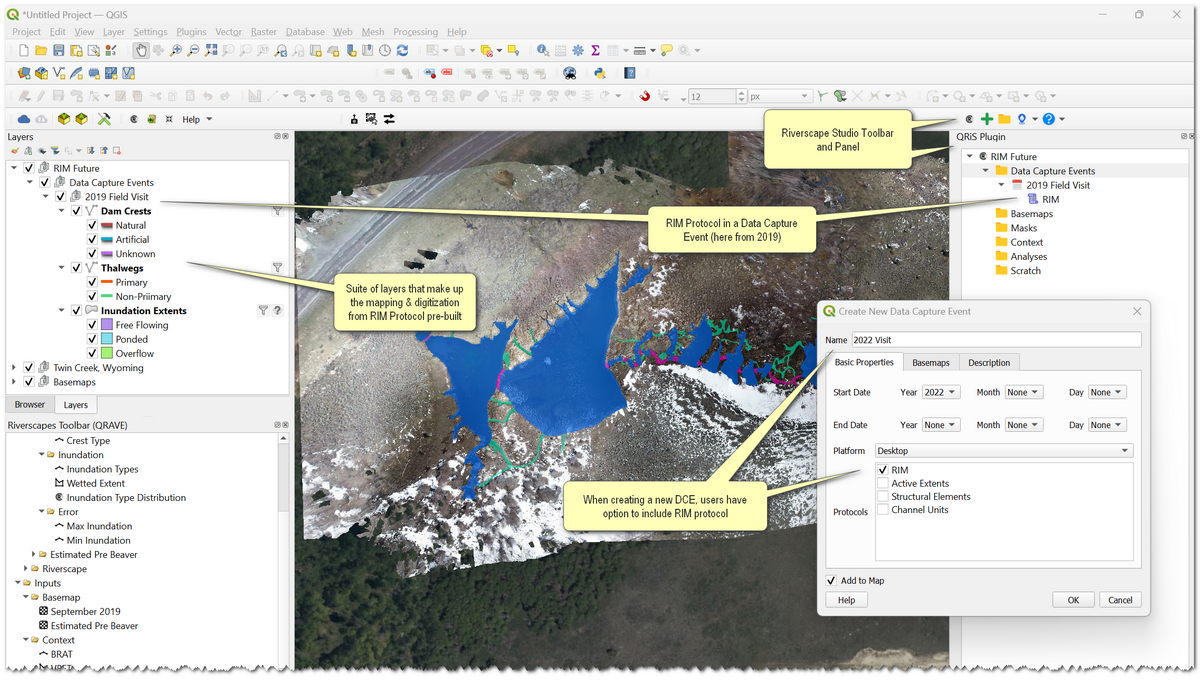 *Untitled Project — QGIS
Project Edit View Layer Settings Plugins Vector Raster Database Web Mesh Processing Help
12 px
Help
Layers
RIM Future
Data Capture Events
2019 Field Visit
Dam Crests
Natural
Artificial
Unknown
Thalwegs
Primary
Non-Priimary
Inundation Extents
Free Flowing
Ponded
Overflow
Twin Creek, Wyoming
Basemaps
Browser Layers
Riverscapes Toolbar (QRAVE)
Crest Type
Inundation
Inundation Types
Wetted Extent
Inundation Type Distribution
Error
Max Inundation
Min Inundation
Estimated Pre Beaver
Riverscape
Inputs
Basemap
September 2019
Estimated Pre Beaver
Context
BRAT
VBET
Riverscape Studio Toolbar
and Panel
RIM Protocol in a Data Capture
Event (here from 2019)
Suite of layers that make up
the mapping & digitization
from RIM Protocol pre-built
When creating a new DCE, users have
option to include RIM protocol
QRiS Plugin
RIM Future
Data Capture Events
2019 Field Visit
RIM
Basemaps
Masks
Context
Analyses
Scratch
Create New Data Capture Event
Name 2022 Visit
Basic Properties Basemaps Description
Start Date Year 2022 Month None Day None
End Date Year None Month None Day None
Platform Desktop
Protocols
RIM
Active Extents
Structural Elements
Channel Units
Add to Map
Help OK Cancel